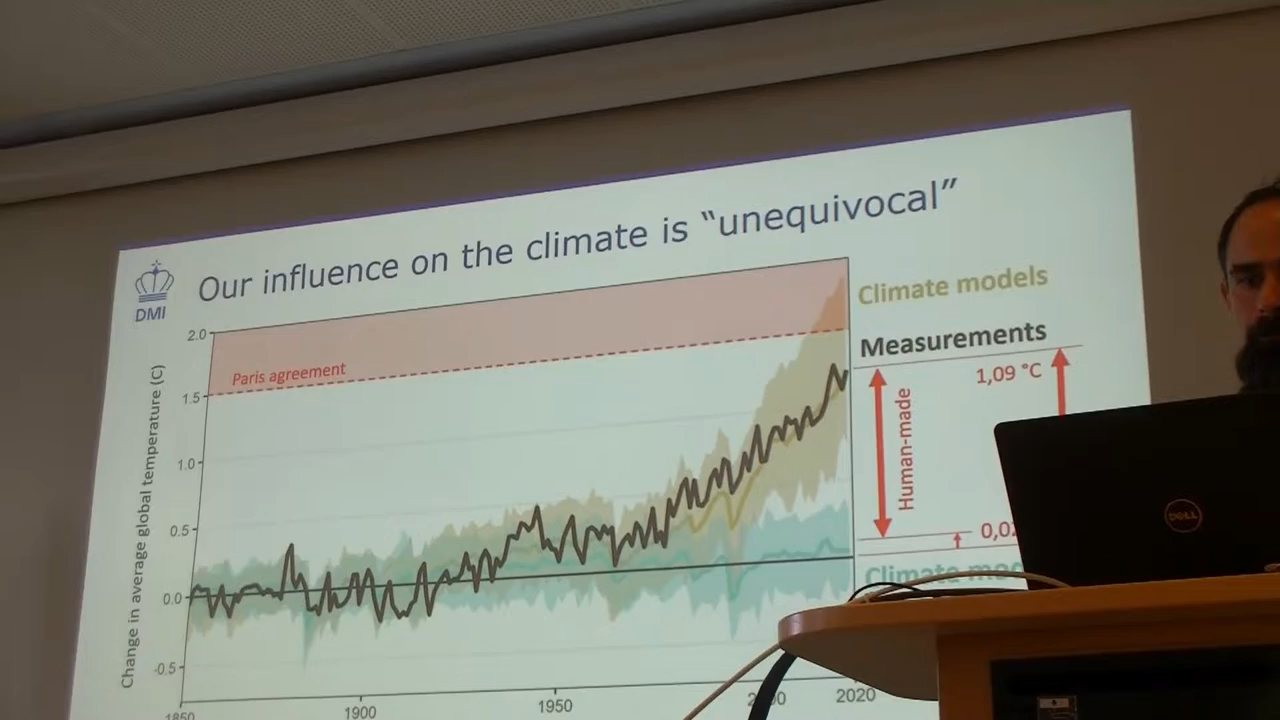 Our influence on the climate is “unequivocal”
DMI
Change in average global temperature (C)
2.0
1.5
1.0
0.5
0.0
-0.5
Paris agreement
1850
1900
1950
2020
Climate models
Measurements
1,09 °C
Human-made
Climate
DELL